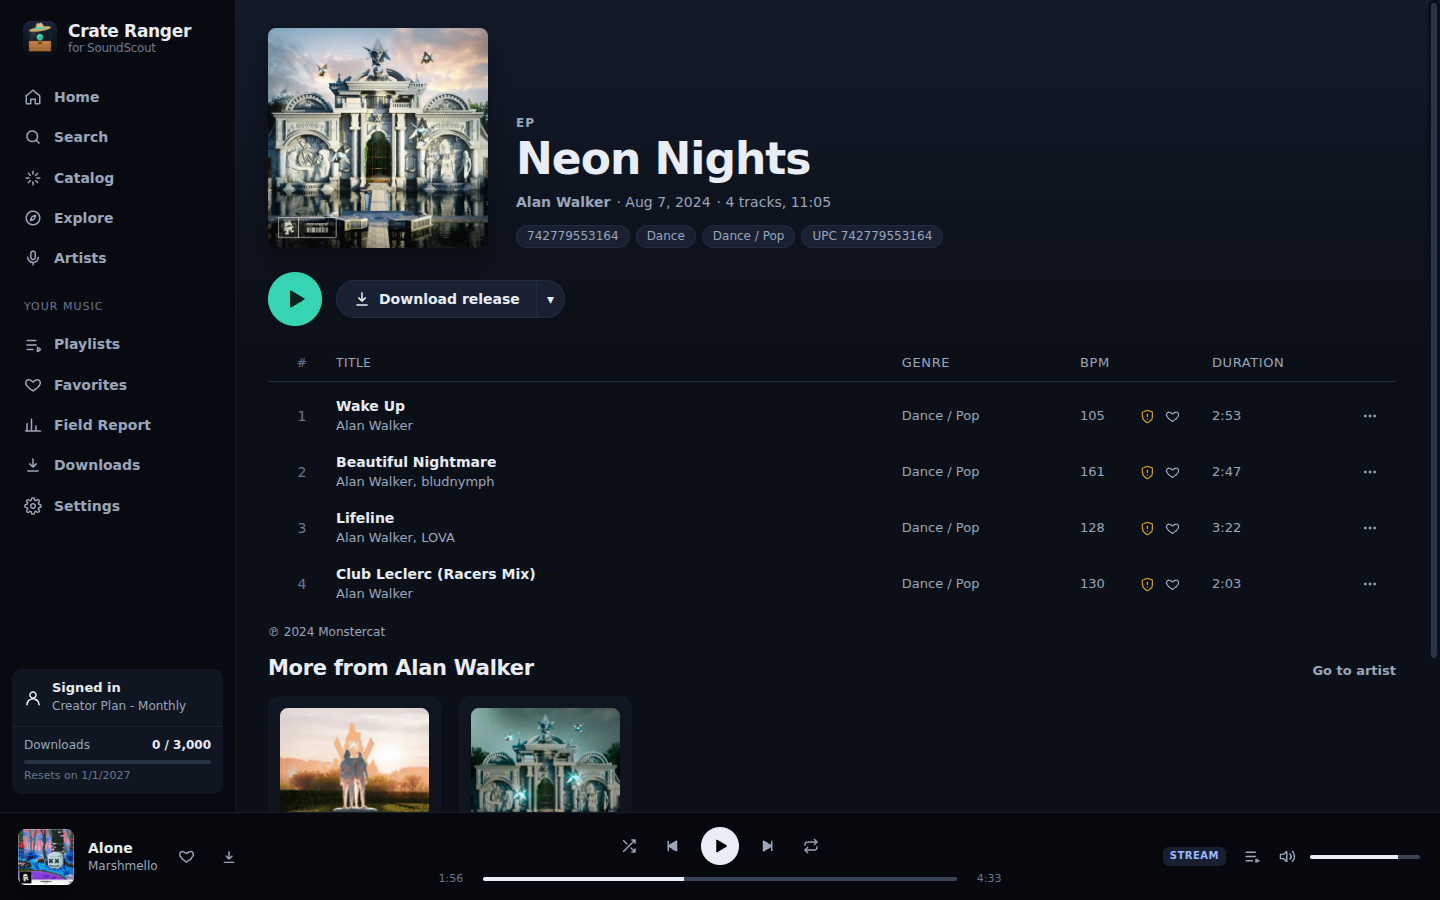 Crate Ranger
for SoundScout
Home
Search
Catalog
Explore
Artists
YOUR MUSIC
Playlists
Favorites
Field Report
Downloads
Settings
Signed in
Creator Plan - Monthly
Downloads 0 / 3,000
Resets on 1/1/2027
EP
Neon Nights
Alan Walker · Aug 7, 2024 · 4 tracks, 11:05
742779553164 Dance Dance / Pop UPC 742779553164
Download release ▾
# TITLE GENRE BPM DURATION
1 Wake Up Dance / Pop 105 2:53
Alan Walker
2 Beautiful Nightmare Dance / Pop 161 2:47
Alan Walker, bludnymph
3 Lifeline Dance / Pop 128 3:22
Alan Walker, LOVA
4 Club Leclerc (Racers Mix) Dance / Pop 130 2:03
Alan Walker
℗ 2024 Monstercat
More from Alan Walker Go to artist
Alone
Marshmello
1:56 4:33
STREAM